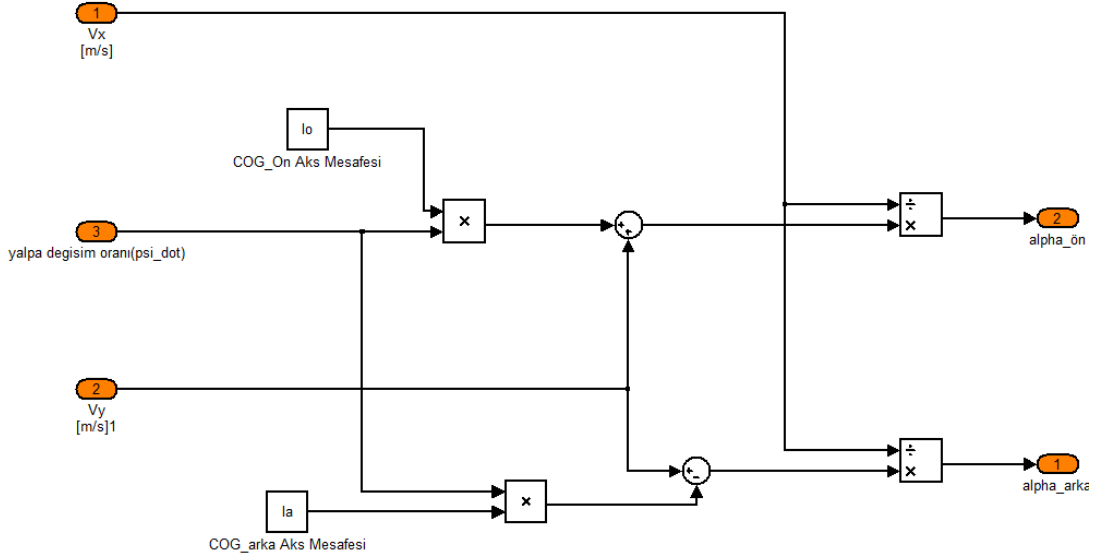 1
Vx
[m/s]
lo
COG_On Aks Mesafesi
×
÷
×
2
alpha_ön
3
yalpa degisim oranı(psi_dot)
+
+
2
Vy
[m/s]1
÷
×
1
alpha_arka
+
-
×
la
COG_arka Aks Mesafesi